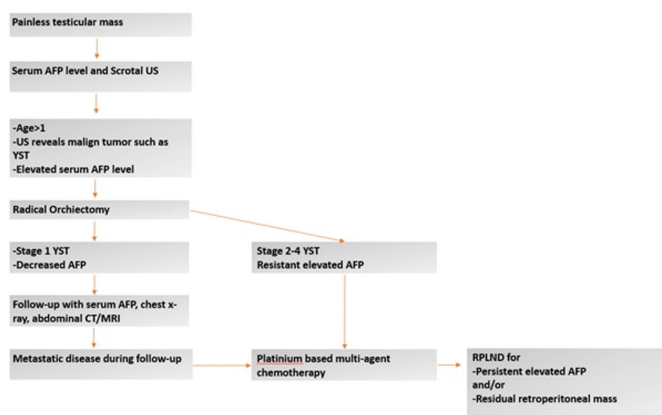 Painless testicular mass
Serum AFP level and Scrotal US
-Age>1
-US reveals malign tumor such as
YST
-Elevated serum AFP level
Radical Orchiectomy
-Stage 1 YST
-Decreased AFP
Stage 2-4 YST
Resistant elevated AFP
Follow-up with serum AFP, chest x-
ray, abdominal CT/MRI
Metastatic disease during follow-up
Platinium based multi-agent
chemotherapy
RPLND for
-Persistent elevated AFP
and/or
-Residual retroperitoneal mass